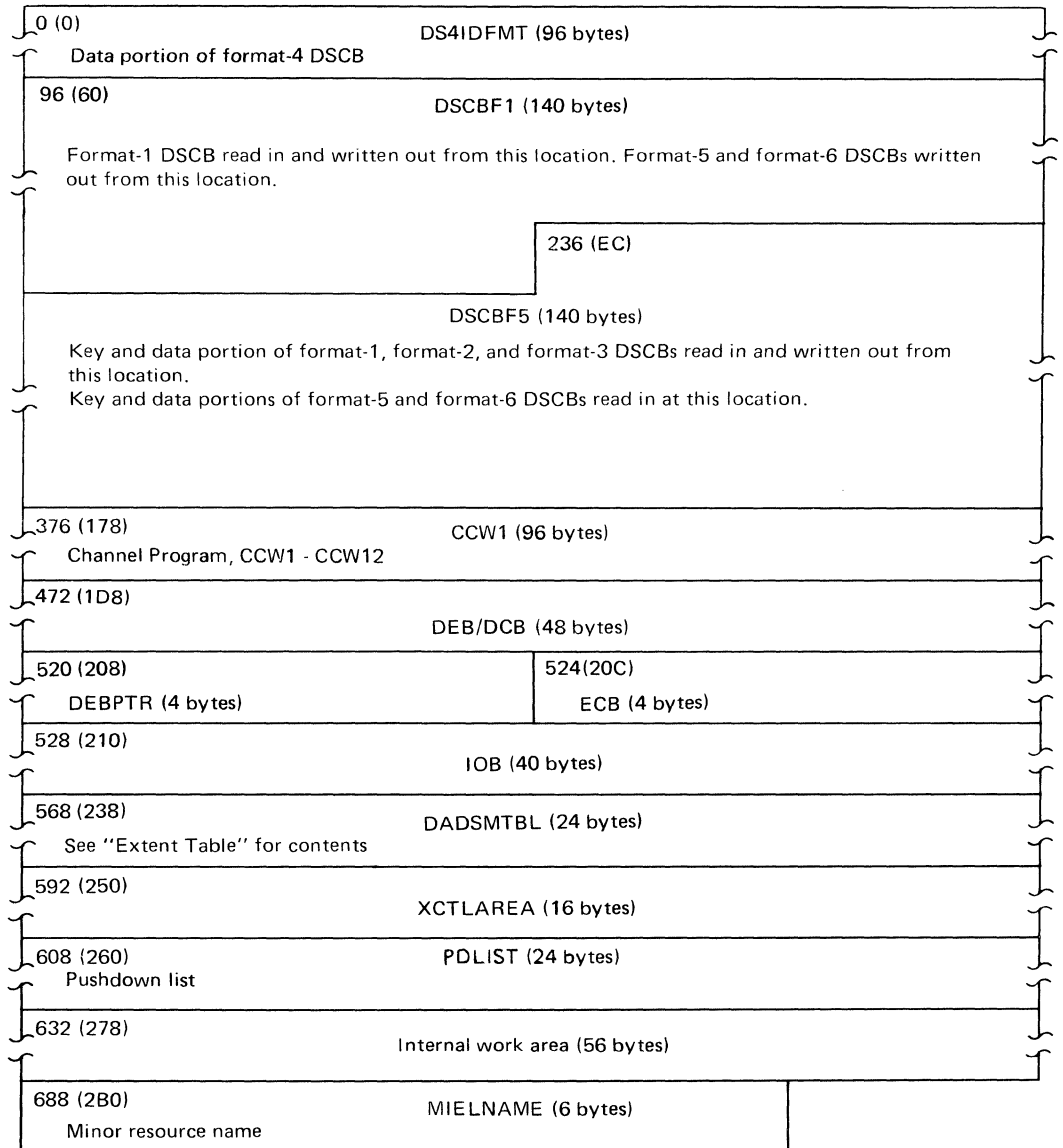 0 (0)
DS4IDFMT (96 bytes)
Data portion of format-4 DSCB
96 (60)
DSCBF1 (140 bytes)
Format-1 DSCB read in and written out from this location. Format-5 and format-6 DSCBs written
out from this location.
236 (EC)
DSCBF5 (140 bytes)
Key and data portion of format-1, format-2, and format-3 DSCBs read in and written out from
this location.
Key and data portions of format-5 and format-6 DSCBs read in at this location.
376 (178)
CCW1 (96 bytes)
Channel Program, CCW1 - CCW12
472 (1D8)
DEB/DCB (48 bytes)
520 (208)
DEBPTR (4 bytes)
524(20C)
ECB (4 bytes)
528 (210)
IOB (40 bytes)
568 (238)
DADSMTBL (24 bytes)
See "Extent Table" for contents
592 (250)
XCTLAREA (16 bytes)
608 (260)
PDLIST (24 bytes)
Pushdown list
632 (278)
Internal work area (56 bytes)
688 (2B0)
MIELNAME (6 bytes)
Minor resource name